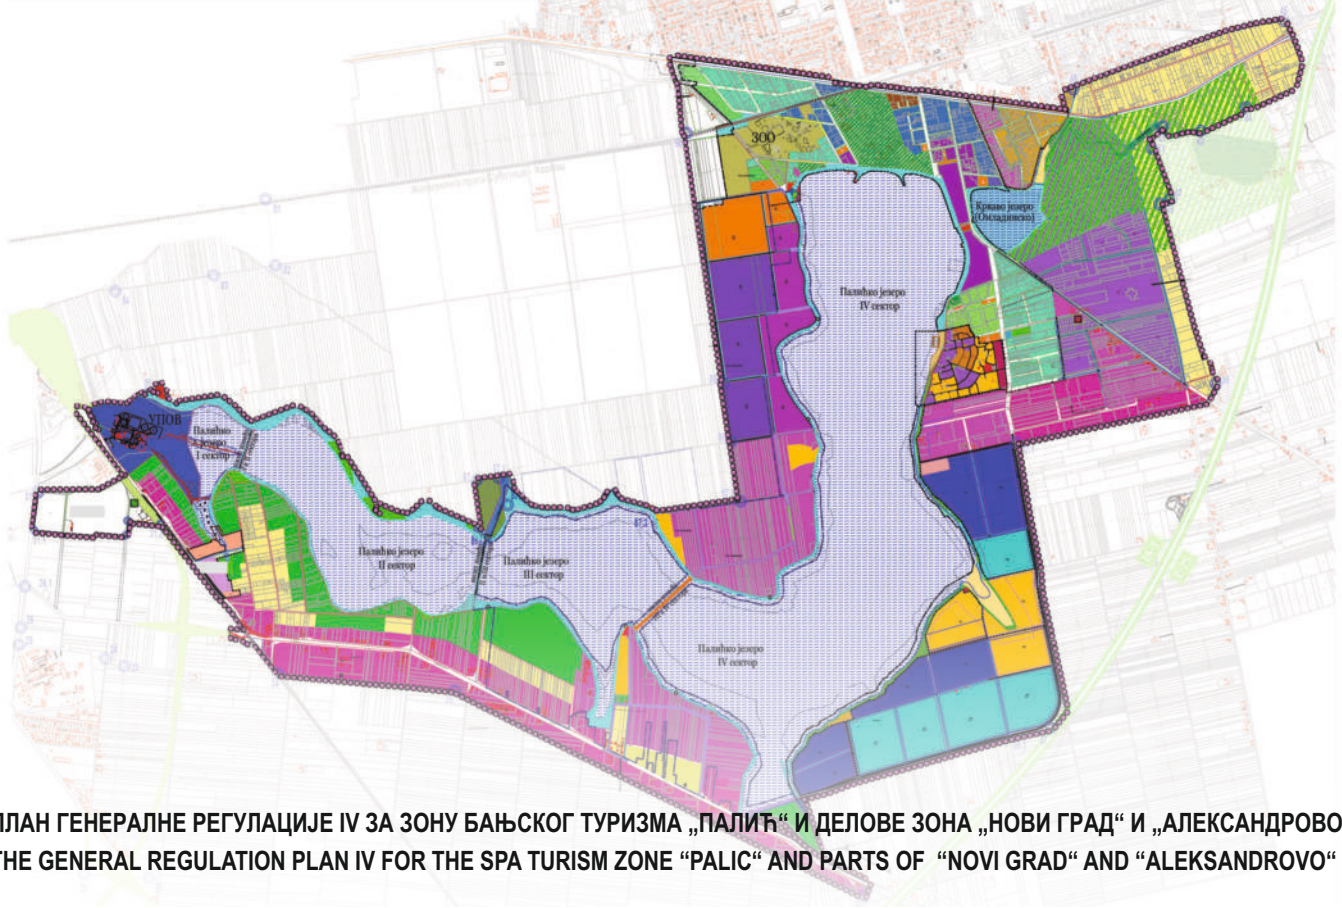 ЗОО
Крваво језеро
(Омладинско)
Палићко језеро
IV сектор
УПОВ
Палићко
језеро
I сектор
Палићко језеро
II сектор
Палићко језеро
III сектор
Палићко језеро
IV сектор
ПЛАН ГЕНЕРАЛНЕ РЕГУЛАЦИЈЕ IV ЗА ЗОНУ БАЊСКОГ ТУРИЗМА „ПАЛИЋ“ И ДЕЛОВЕ ЗОНА „НОВИ ГРАД“ И „АЛЕКСАНДРОВО
THE GENERAL REGULATION PLAN IV FOR THE SPA TURISM ZONE “PALIC“ AND PARTS OF “NOVI GRAD“ AND “ALEKSANDROVO“